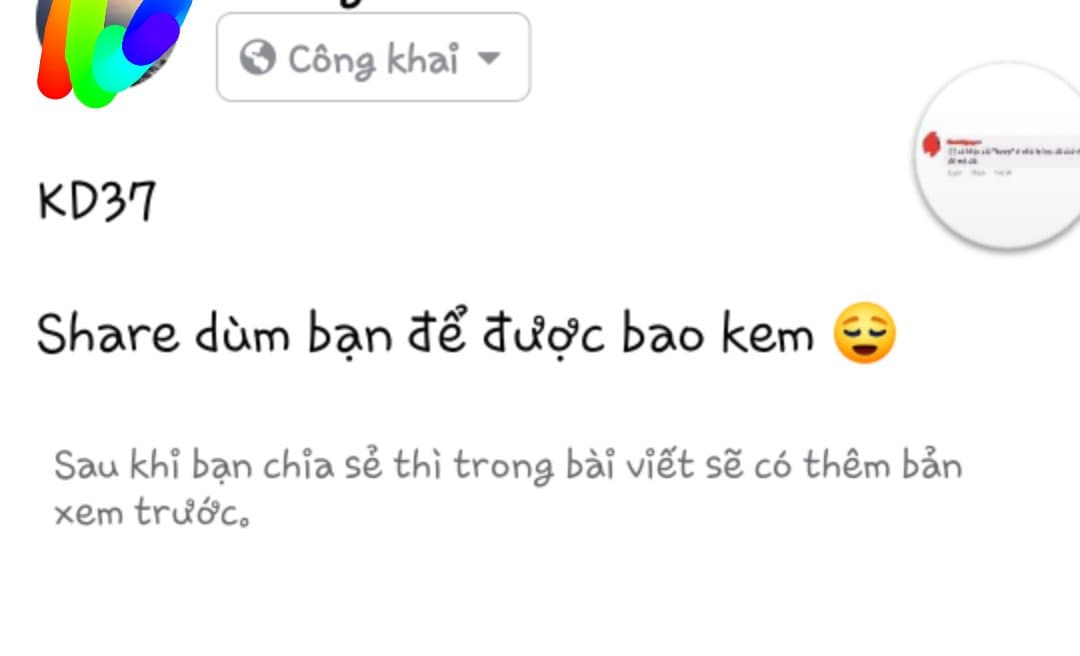 Công khai
KD37
Share dùm bạn để được bao kem
Sau khi bạn chia sẻ thì trong bài viết sẽ có thêm bản
xem trước.